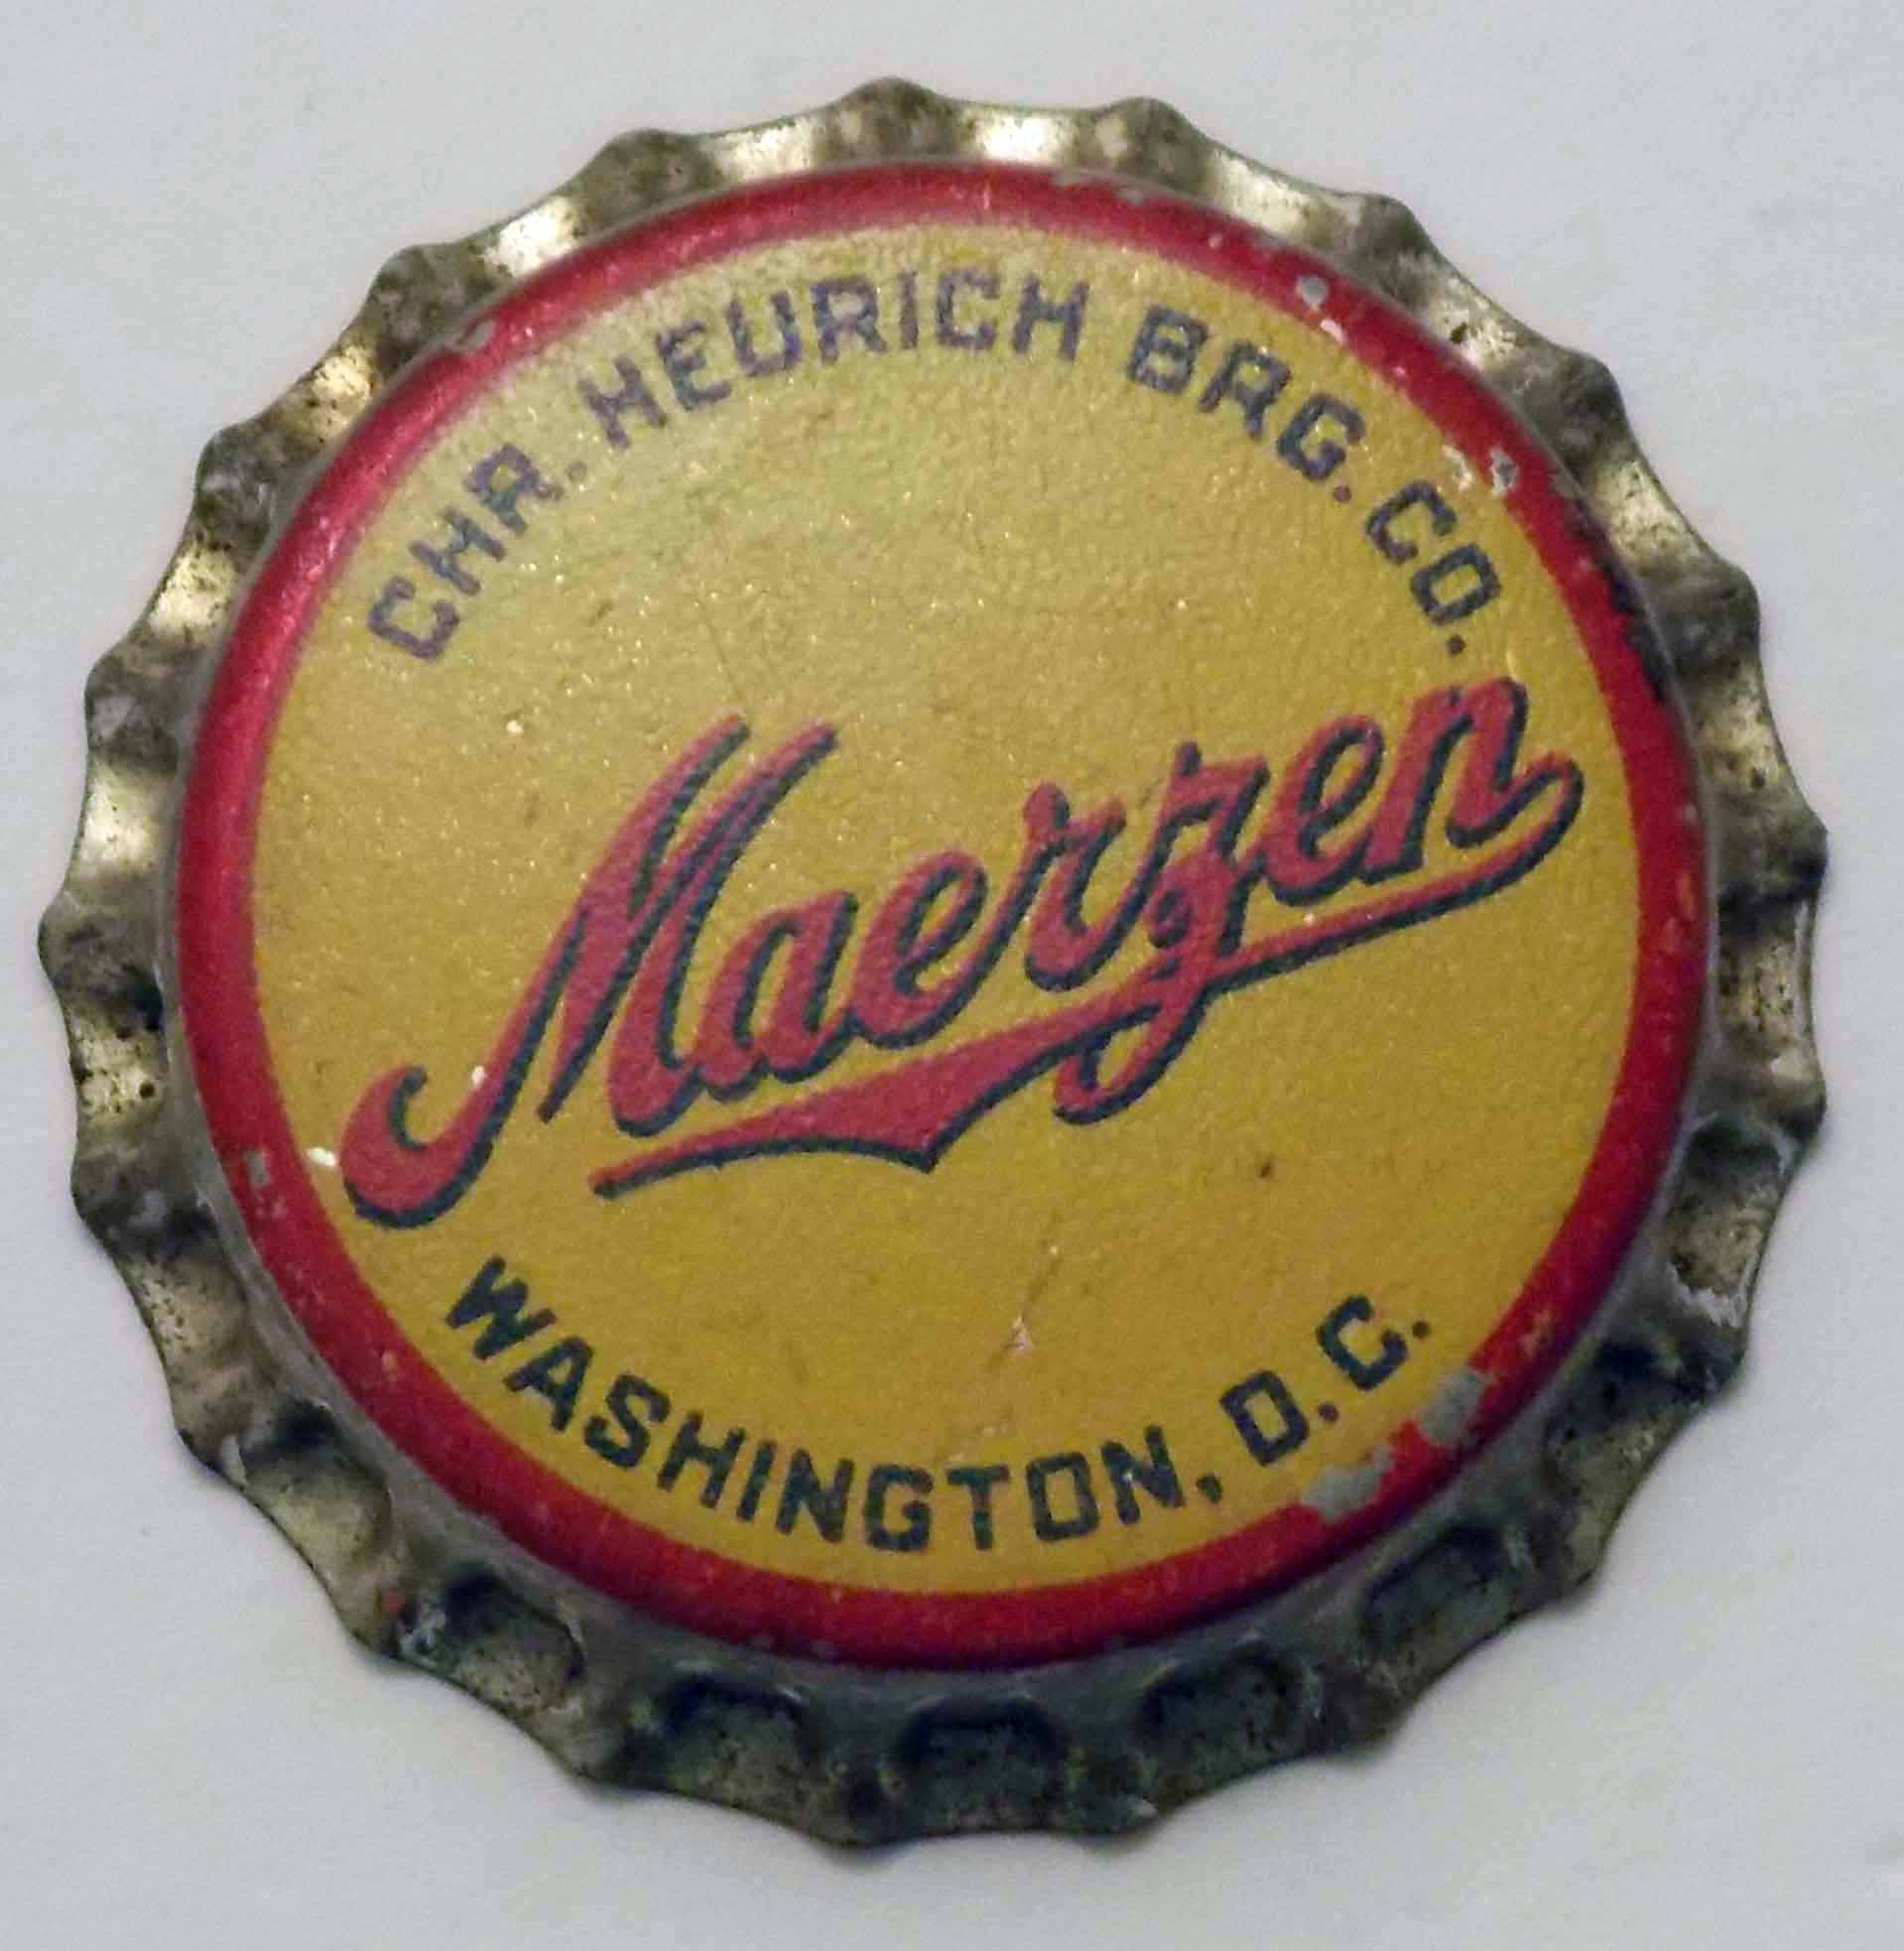 CHR. HEURICH BRG. CO.
Maerzen
WASHINGTON, D.C.